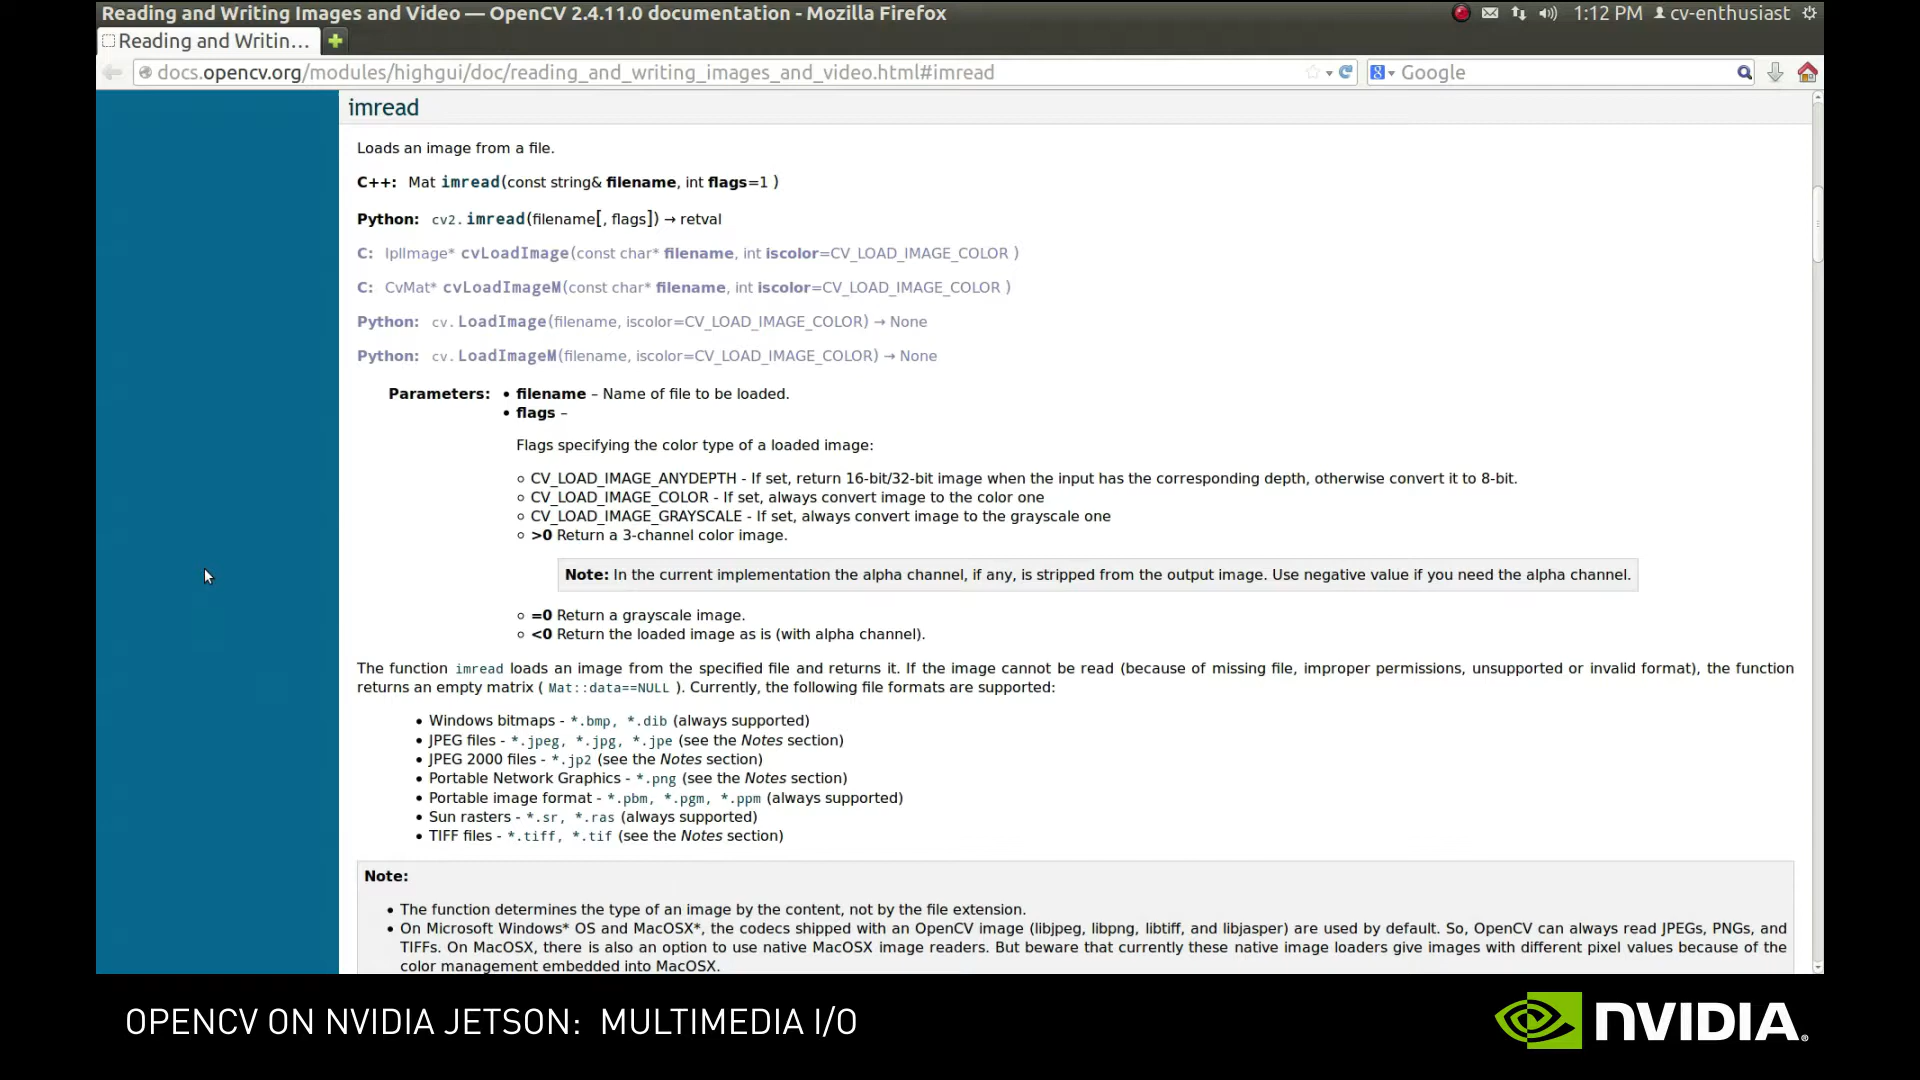 Reading and Writing Images and Video — OpenCV 2.4.11.0 documentation - Mozilla Firefox
1:12 PM cv-enthusiast
Reading and Writin...
docs.opencv.org/modules/highgui/doc/reading_and_writing_images_and_video.html#imread
Google
imread
Loads an image from a file.
C++: Mat imread(const string& filename, int flags=1 )
Python: cv2.imread(filename[, flags]) → retval
C: IplImage* cvLoadImage(const char* filename, int iscolor=CV_LOAD_IMAGE_COLOR )
C: CvMat* cvLoadImageM(const char* filename, int iscolor=CV_LOAD_IMAGE_COLOR )
Python: cv.LoadImage(filename, iscolor=CV_LOAD_IMAGE_COLOR) → None
Python: cv.LoadImageM(filename, iscolor=CV_LOAD_IMAGE_COLOR) → None
Parameters: • filename – Name of file to be loaded.
• flags –
Flags specifying the color type of a loaded image:
◦ CV_LOAD_IMAGE_ANYDEPTH - If set, return 16-bit/32-bit image when the input has the corresponding depth, otherwise convert it to 8-bit.
◦ CV_LOAD_IMAGE_COLOR - If set, always convert image to the color one
◦ CV_LOAD_IMAGE_GRAYSCALE - If set, always convert image to the grayscale one
◦ >0 Return a 3-channel color image.
Note: In the current implementation the alpha channel, if any, is stripped from the output image. Use negative value if you need the alpha channel.
◦ =0 Return a grayscale image.
◦ <0 Return the loaded image as is (with alpha channel).
The function imread loads an image from the specified file and returns it. If the image cannot be read (because of missing file, improper permissions, unsupported or invalid format), the function
returns an empty matrix ( Mat::data==NULL ). Currently, the following file formats are supported:
• Windows bitmaps - *.bmp, *.dib (always supported)
• JPEG files - *.jpeg, *.jpg, *.jpe (see the Notes section)
• JPEG 2000 files - *.jp2 (see the Notes section)
• Portable Network Graphics - *.png (see the Notes section)
• Portable image format - *.pbm, *.pgm, *.ppm (always supported)
• Sun rasters - *.sr, *.ras (always supported)
• TIFF files - *.tiff, *.tif (see the Notes section)
Note:
• The function determines the type of an image by the content, not by the file extension.
• On Microsoft Windows* OS and MacOSX*, the codecs shipped with an OpenCV image (libjpeg, libpng, libtiff, and libjasper) are used by default. So, OpenCV can always read JPEGs, PNGs, and
TIFFs. On MacOSX, there is also an option to use native MacOSX image readers. But beware that currently these native image loaders give images with different pixel values because of the
color management embedded into MacOSX.
OPENCV ON NVIDIA JETSON: MULTIMEDIA I/O
NVIDIA®